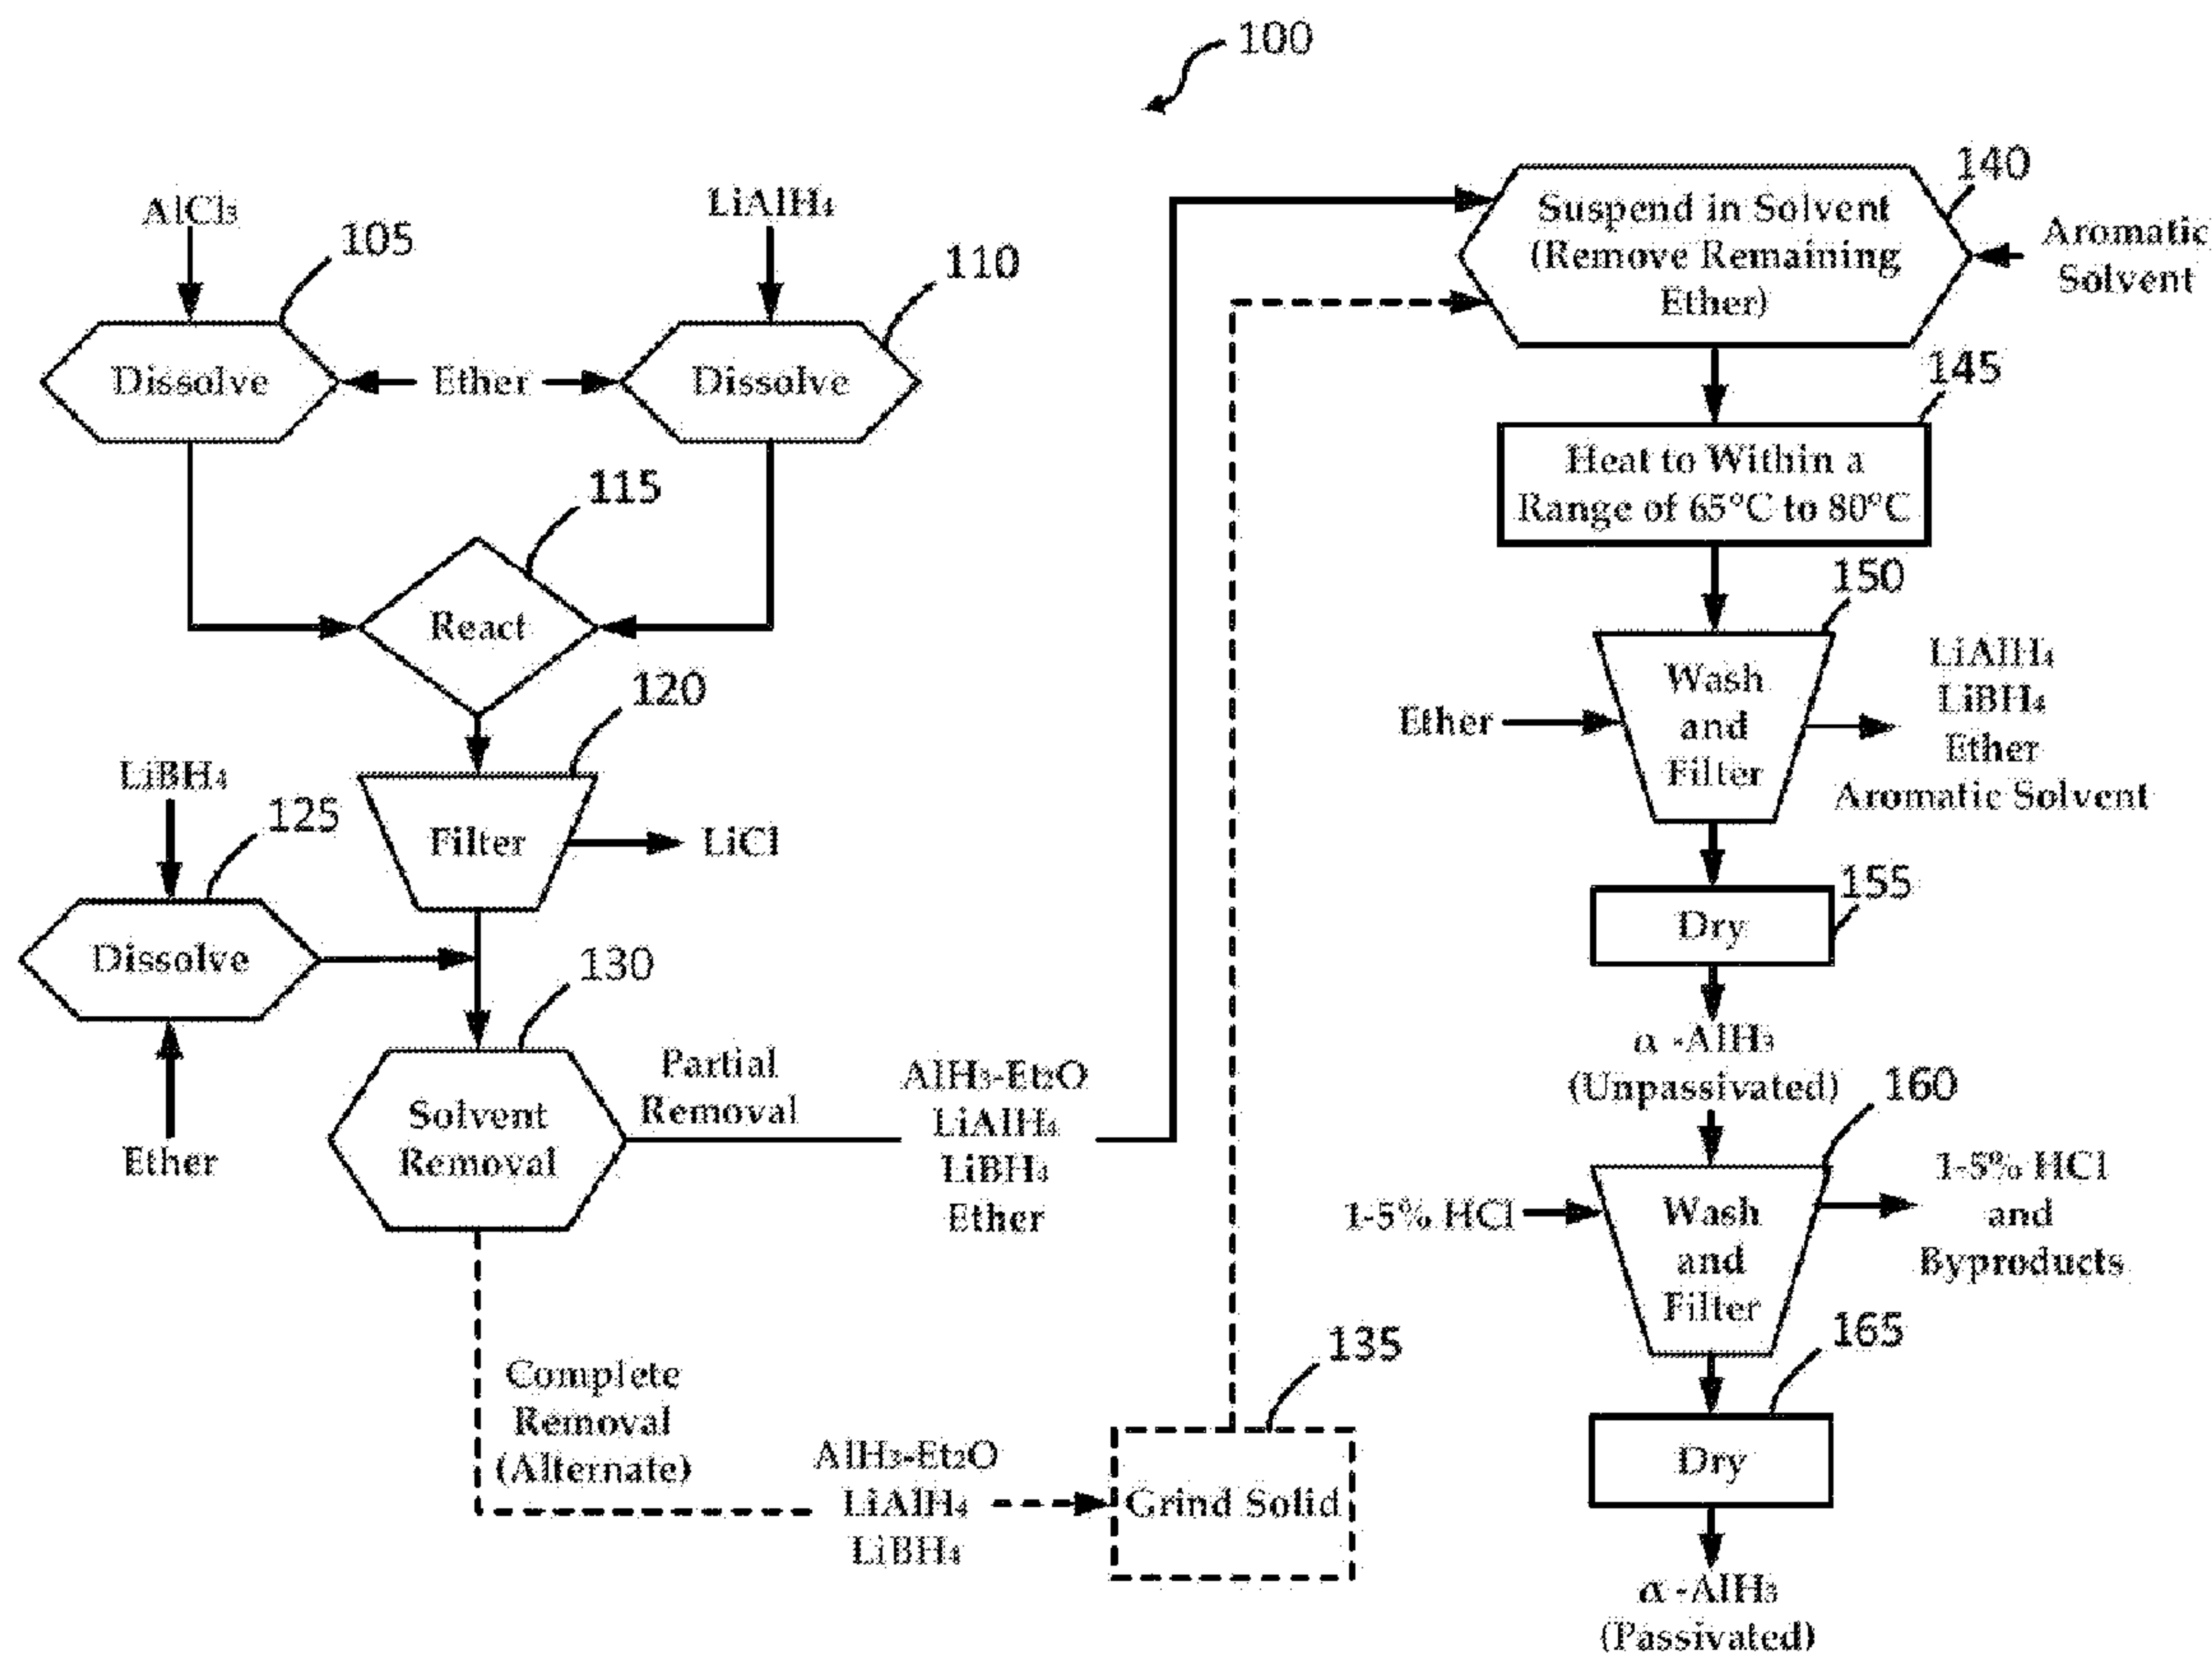 100
AlCl₃
105
Dissolve
Ether
LiAlH₄
110
Dissolve
115
React
120
Filter
LiCl
LiBH₄
125
Dissolve
Ether
130
Solvent
Removal
Partial
Removal
AlH₃-Et₂O
LiAlH₄
LiBH₄
Ether
Complete
Removal
(Alternate)
AlH₃-Et₂O
LiAlH₄
LiBH₄
135
Grind Solid
140
Suspend in Solvent
(Remove Remaining
Ether)
Aromatic
Solvent
145
Heat to Within a
Range of 65°C to 80°C
150
Ether
Wash
and
Filter
LiAlH₄
LiBH₄
Ether
Aromatic Solvent
155
Dry
α -AlH₃
(Unpassivated)
160
1-5% HCl
Wash
and
Filter
1-5% HCl
and
Byproducts
165
Dry
α -AlH₃
(Passivated)